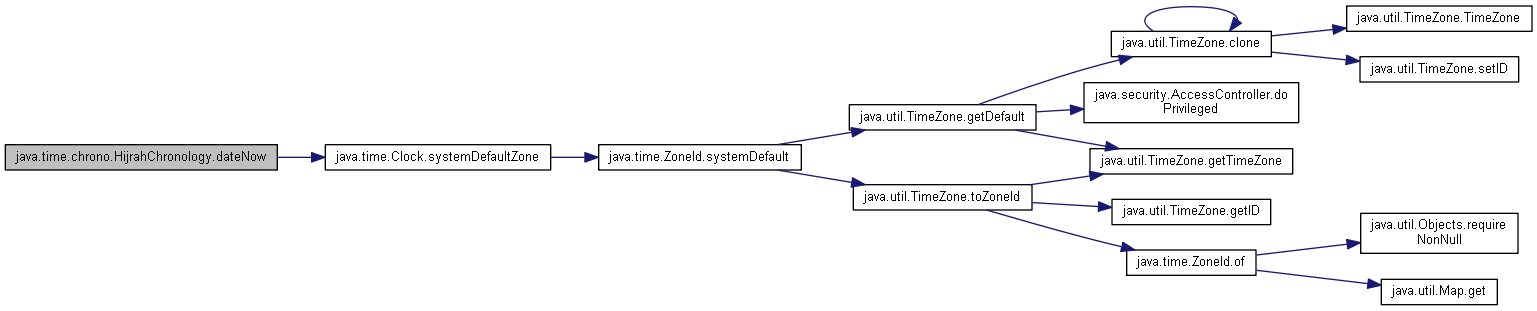 java.util.TimeZone.TimeZone
java.util.TimeZone.clone
java.util.TimeZone.setID
java.security.AccessController.do
Privileged
java.util.TimeZone.getDefault
java.time.chrono.HijrahChronology.dateNow
java.time.Clock.systemDefaultZone
java.time.ZoneId.systemDefault
java.util.TimeZone.getTimeZone
java.util.TimeZone.toZoneId
java.util.TimeZone.getID
java.util.Objects.require
NonNull
java.time.ZoneId.of
java.util.Map.get